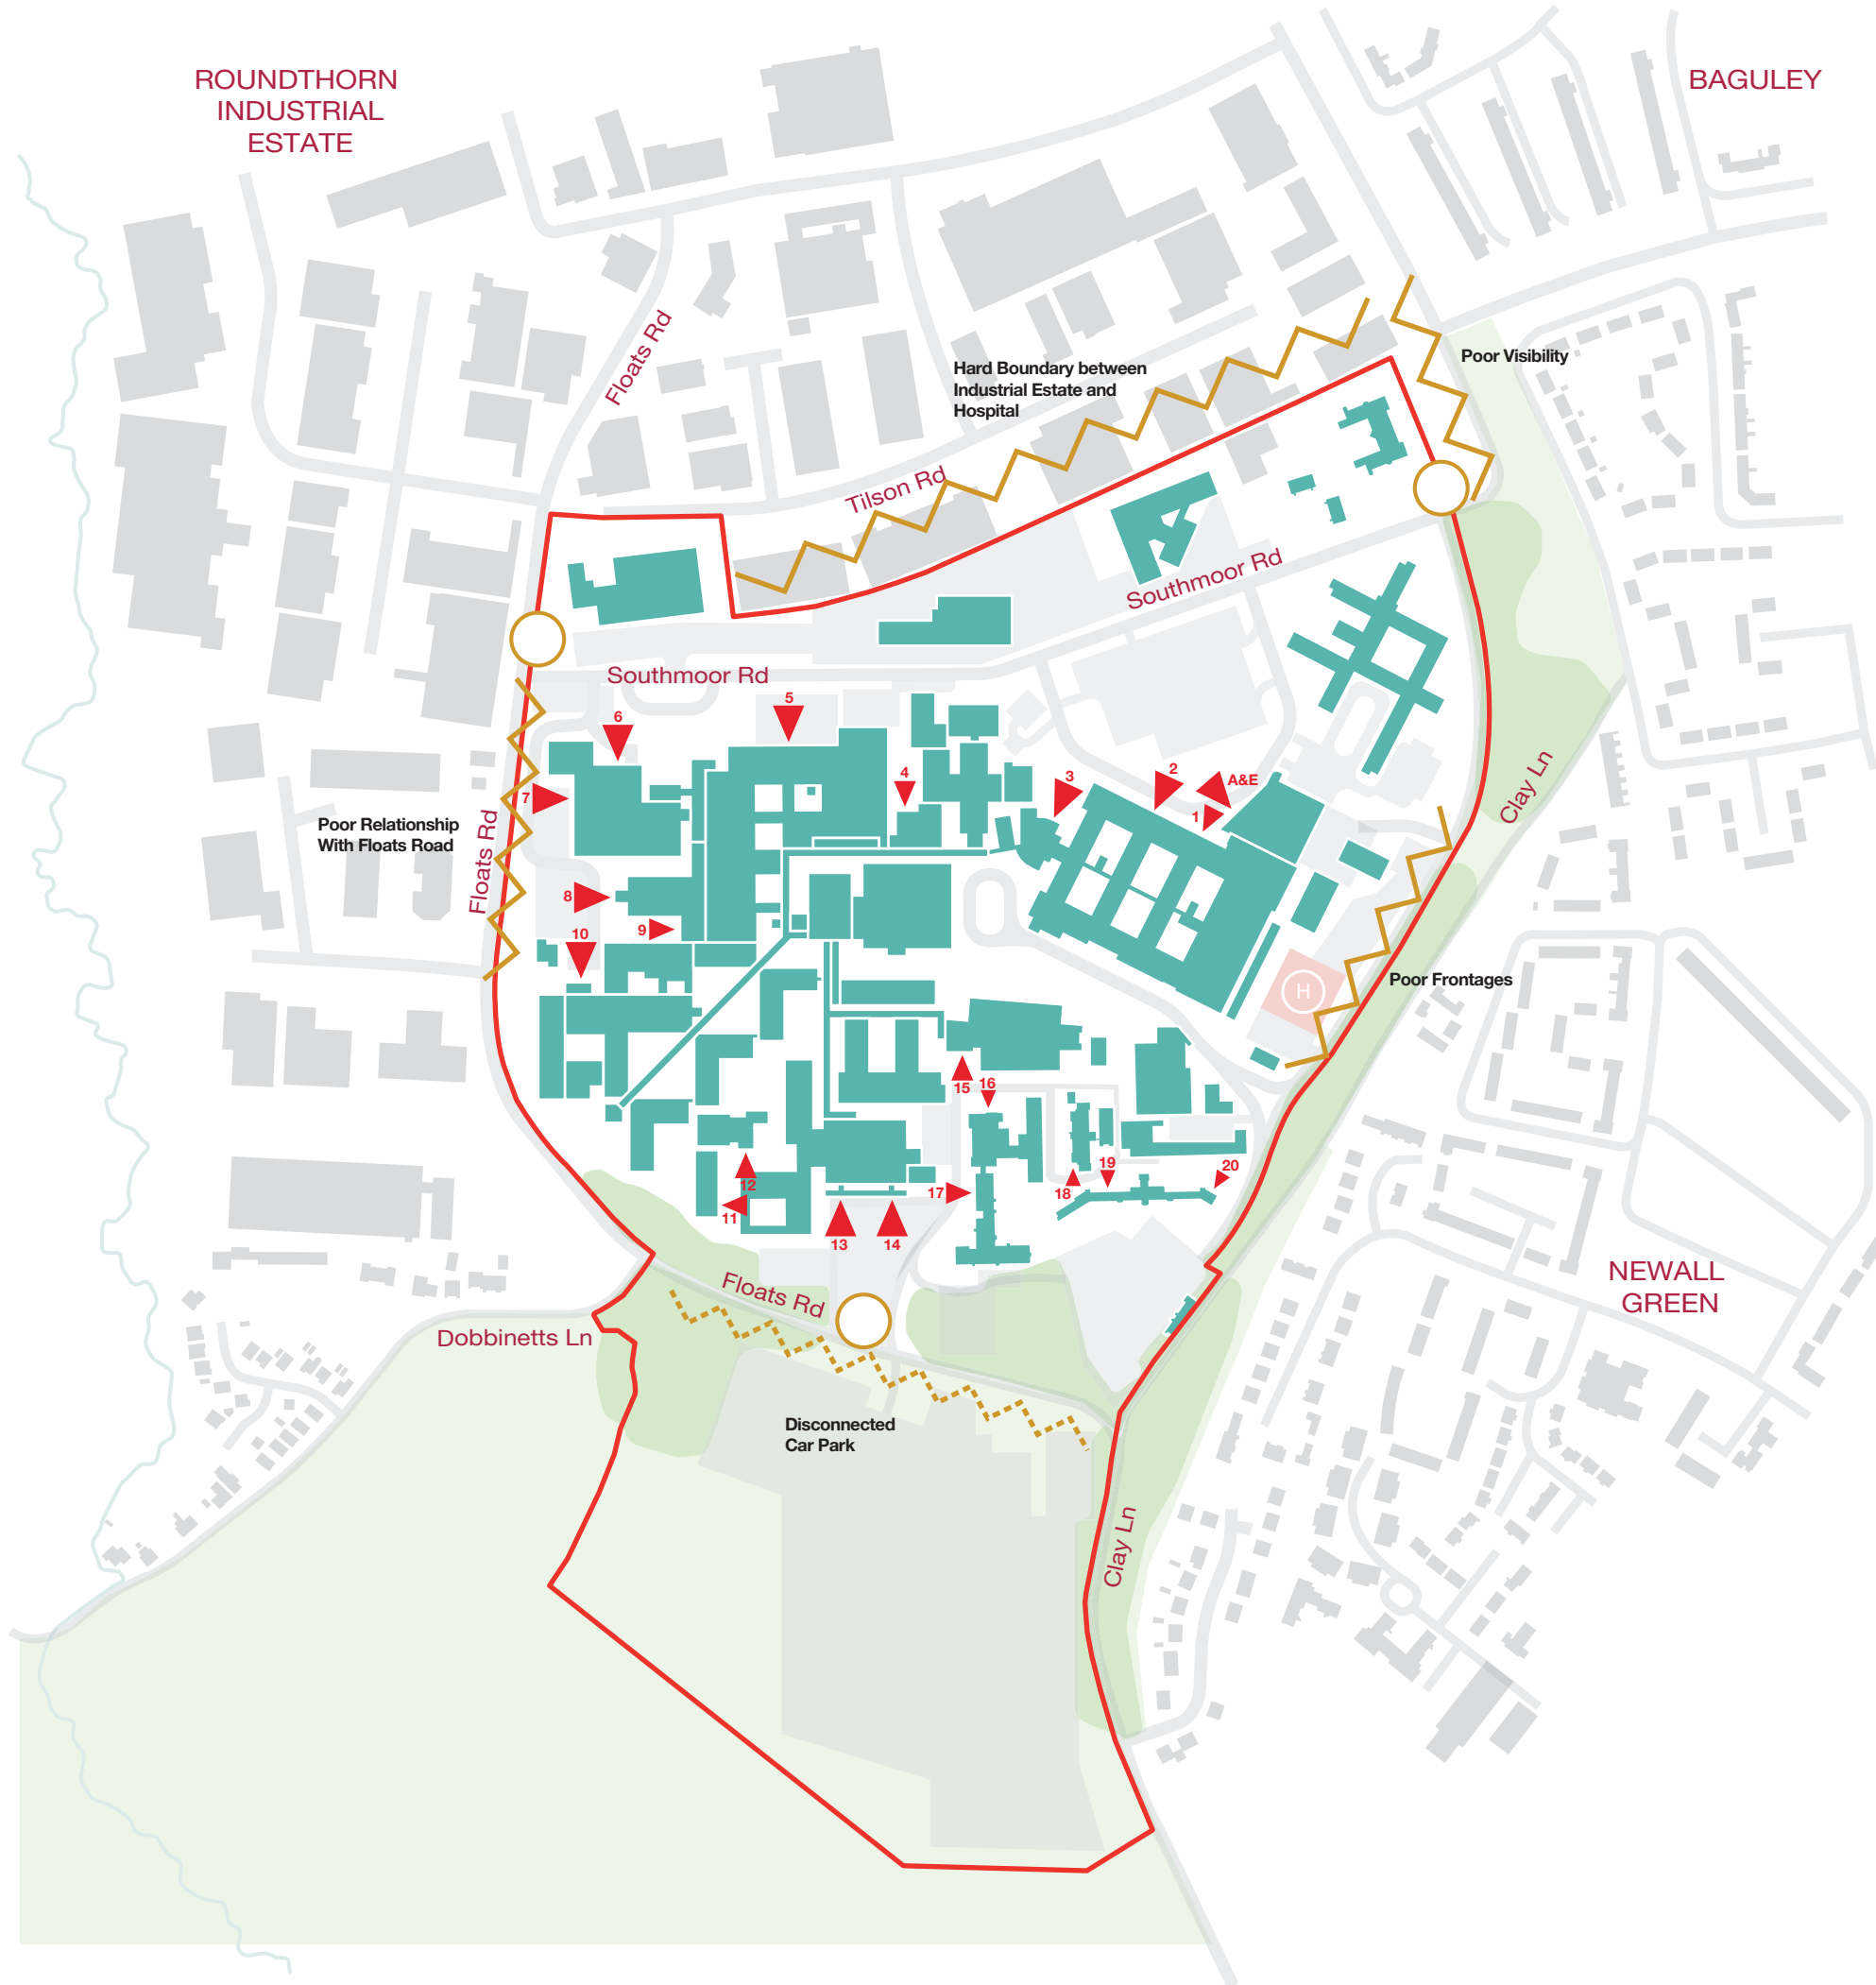 ROUNDTHORN
INDUSTRIAL
ESTATE
BAGULEY
Floats Rd
Poor Visibility
Hard Boundary between
Industrial Estate and
Hospital
Tilson Rd
Southmoor Rd
Southmoor Rd
5
6
7
4
3
2
A&E
1
Clay Ln
Poor Relationship
With Floats Road
Floats Rd
8
9
10
Poor Frontages
H
15
16
12
11
13
14
17
18
19
20
NEWALL
GREEN
Floats Rd
Dobbinetts Ln
Disconnected
Car Park
Clay Ln